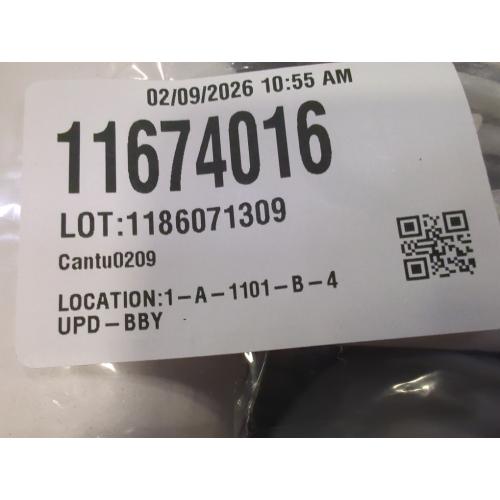 02/09/2026 10:55 AM
11674016
LOT:1186071309
Cantu0209
LOCATION:1-A-1101-B-4
UPD-BBY